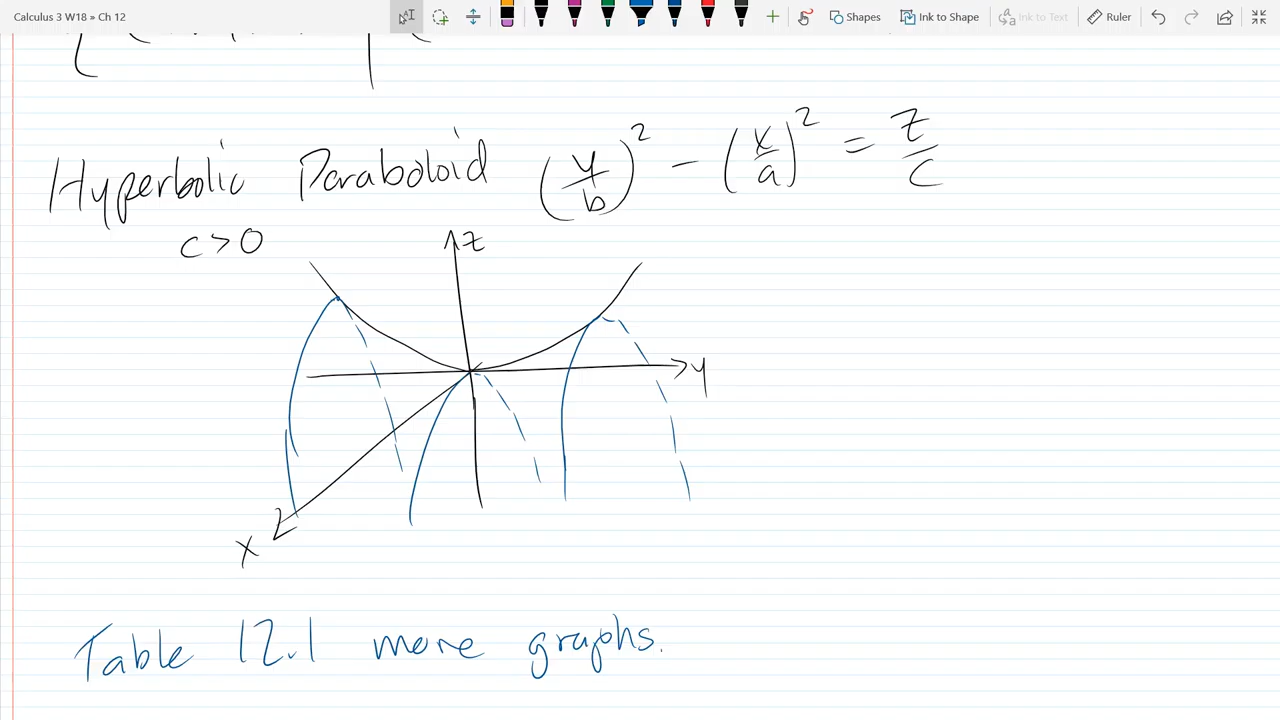 Calculus 3 W18 » Ch 12
Shapes
Ink to Shape
Ink to Text
Ruler
Hyperbolic Paraboloid (y/b)² - (x/a)² = z/c
c > 0
z
y
x
Table 12.1 more graphs.